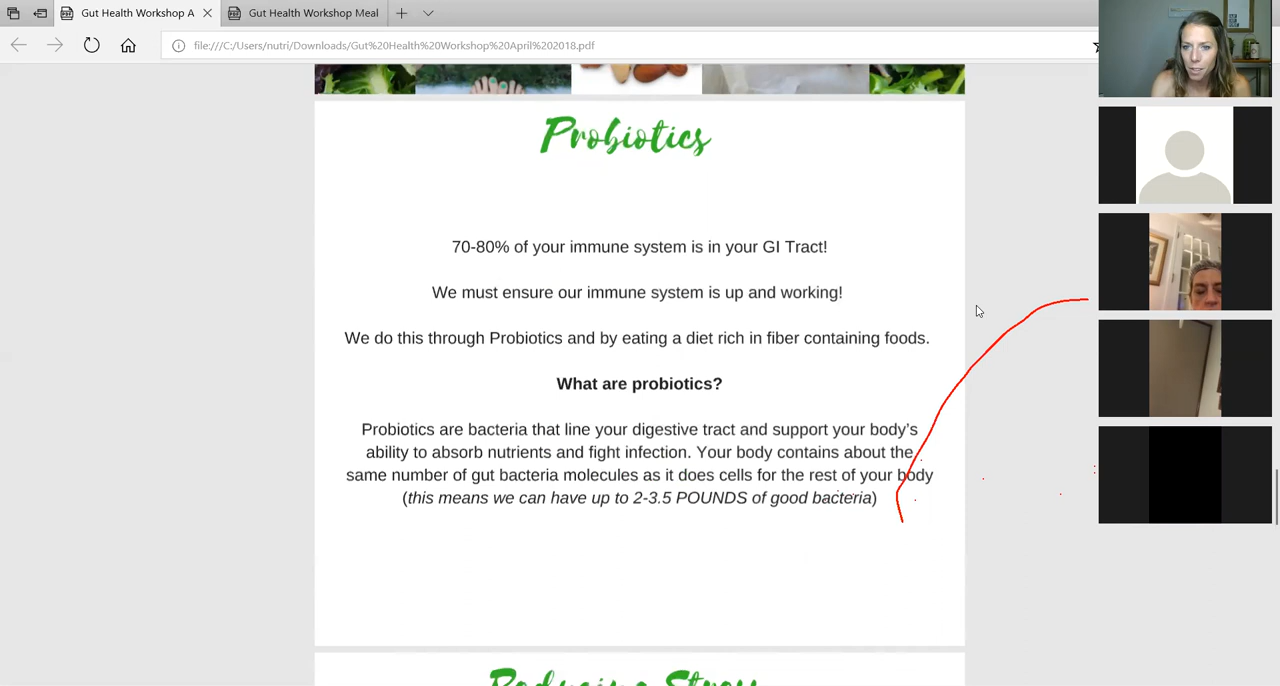 Gut Health Workshop A
Gut Health Workshop Meal
file:///C:/Users/nutri/Downloads/Gut%20Health%20Workshop%20April%202018.pdf
Probiotics
70-80% of your immune system is in your GI Tract!
We must ensure our immune system is up and working!
We do this through Probiotics and by eating a diet rich in fiber containing foods.
What are probiotics?
Probiotics are bacteria that line your digestive tract and support your body’s
ability to absorb nutrients and fight infection. Your body contains about the
same number of gut bacteria molecules as it does cells for the rest of your body
(this means we can have up to 2-3.5 POUNDS of good bacteria)
Reducing Stress